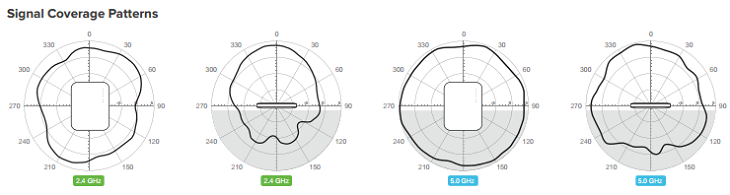 Signal Coverage Patterns
0 0 0 0
330 30 330 30 330 30 330 30
300 60 300 60 300 60 300 60
270 90 270 90 270 90 270 90
240 120 240 120 240 120 240 120
210 150 210 150 210 150 210 150
2.4 GHz 2.4 GHz 5.0 GHz 5.0 GHz